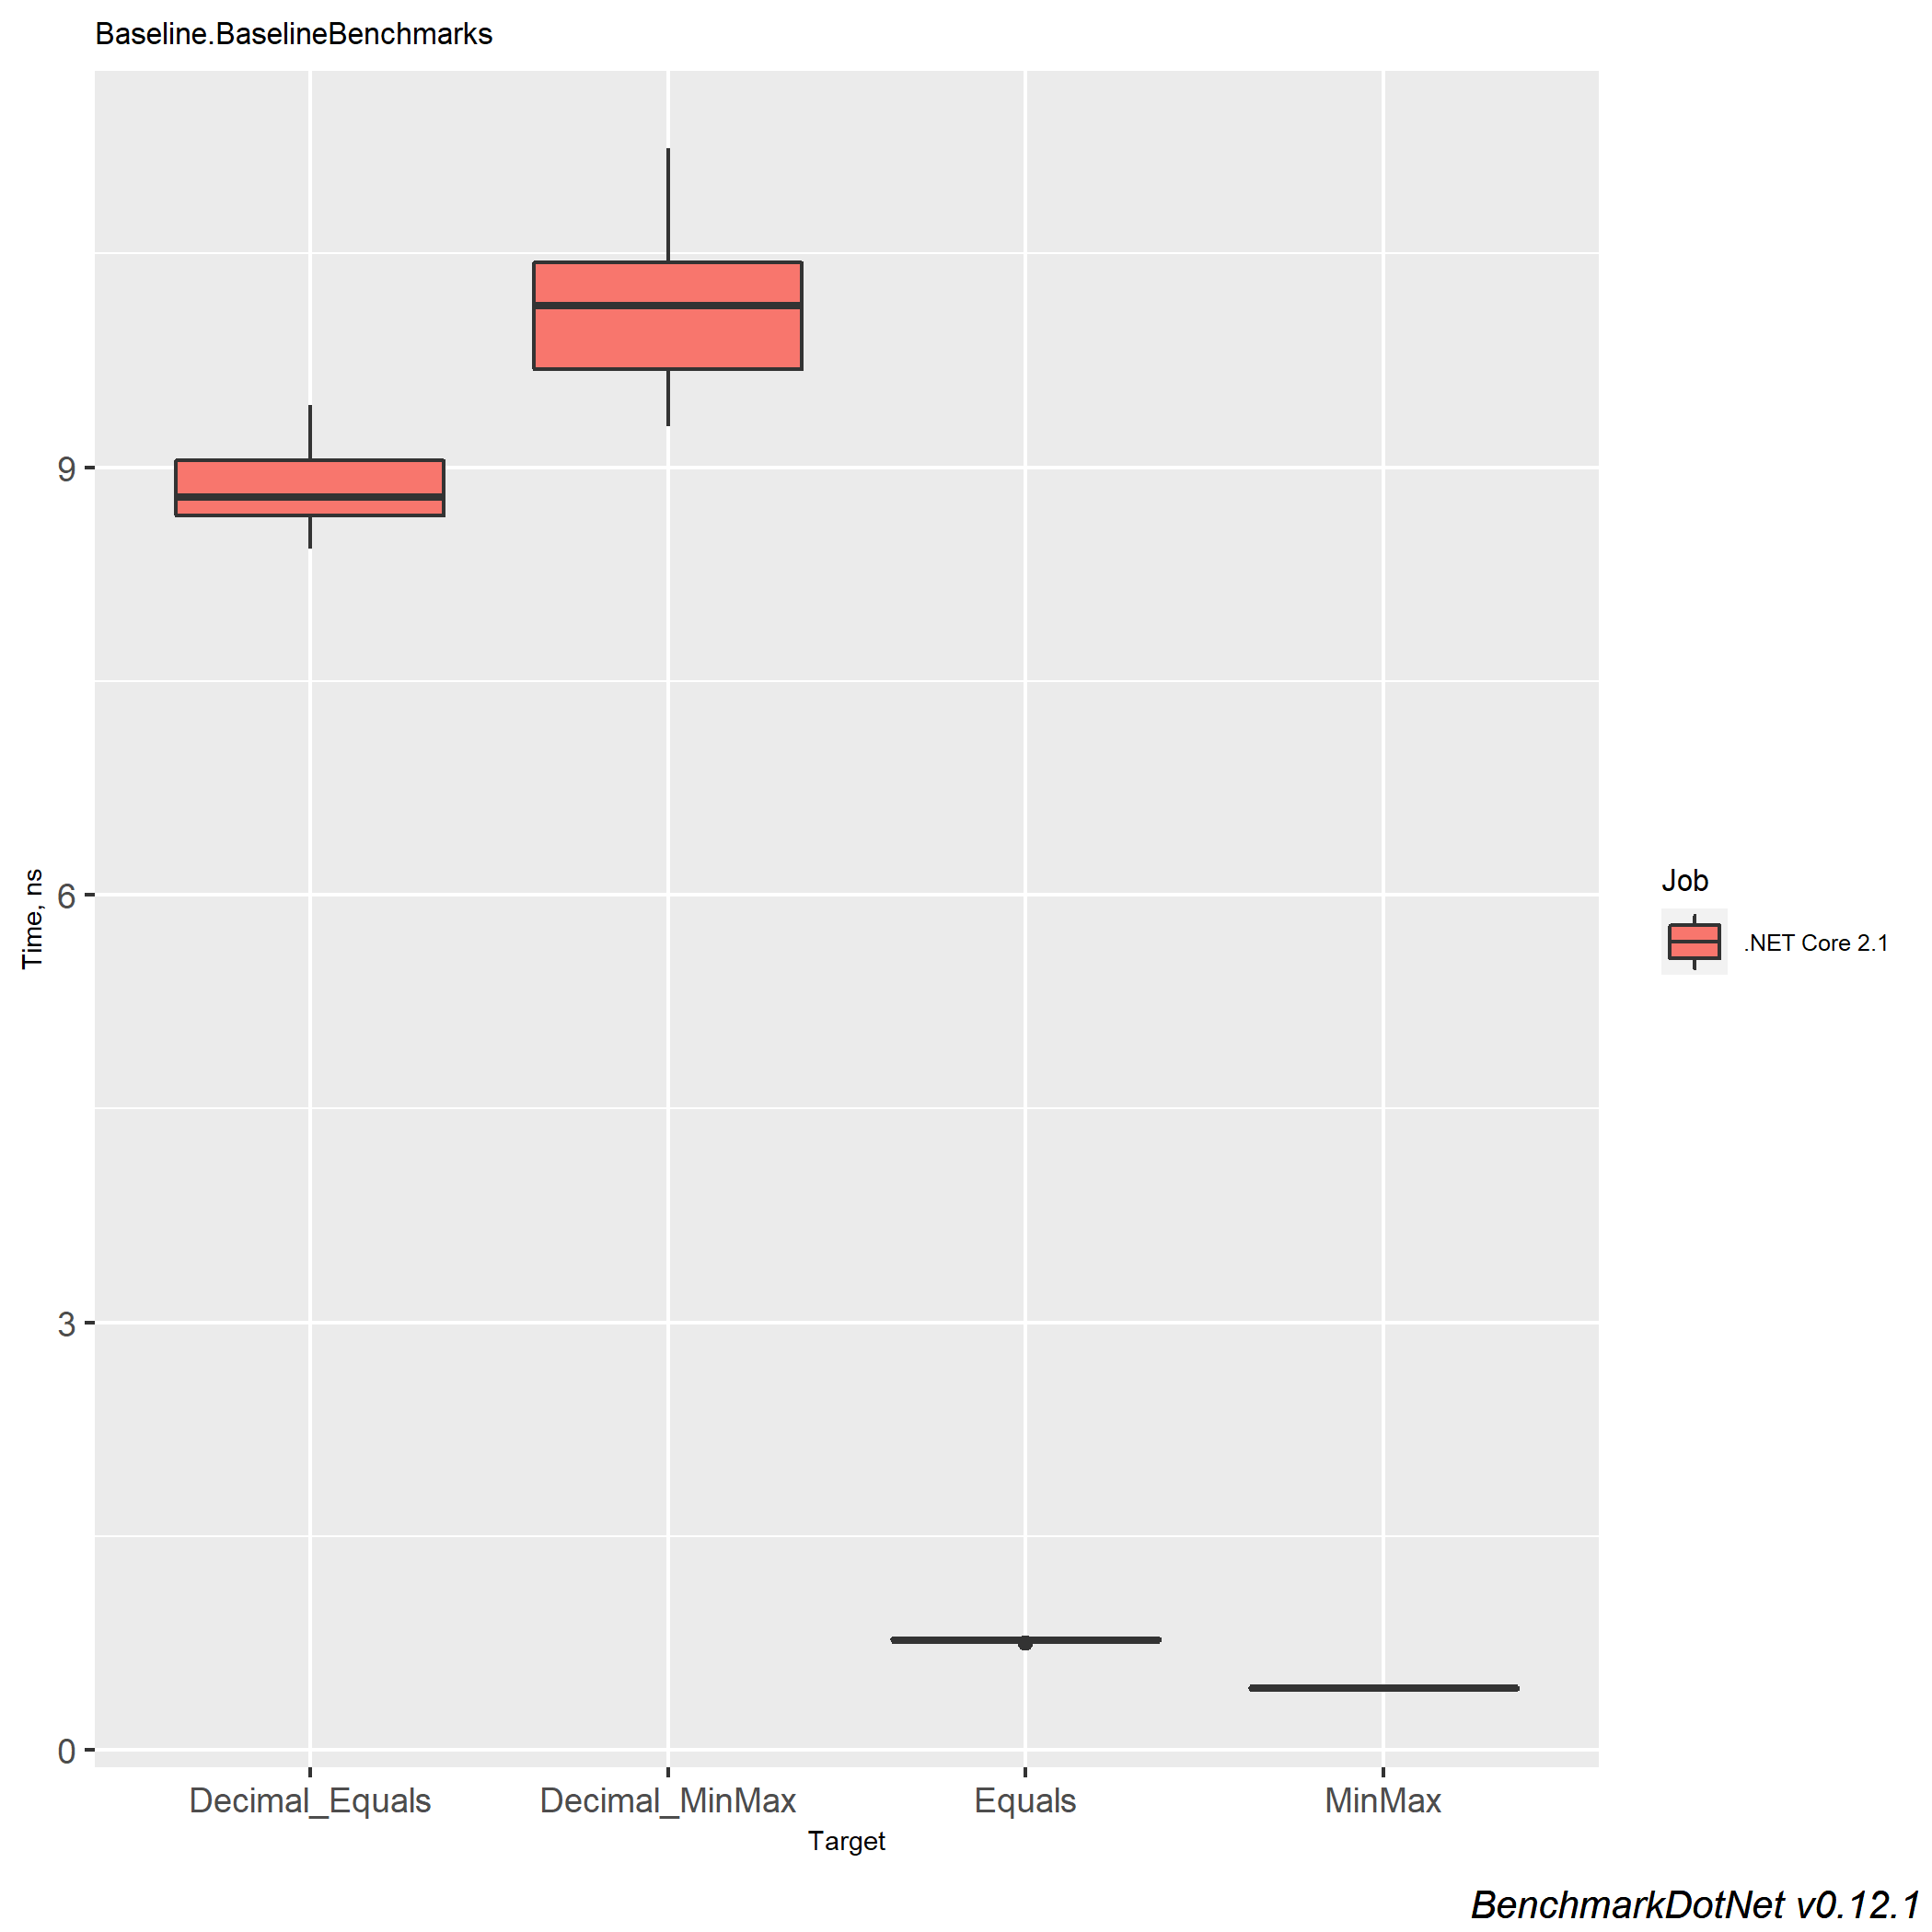 Baseline.BaselineBenchmarks
9
6
3
0
Time, ns
Decimal_Equals
Decimal_MinMax
Equals
MinMax
Target
Job
.NET Core 2.1
BenchmarkDotNet v0.12.1